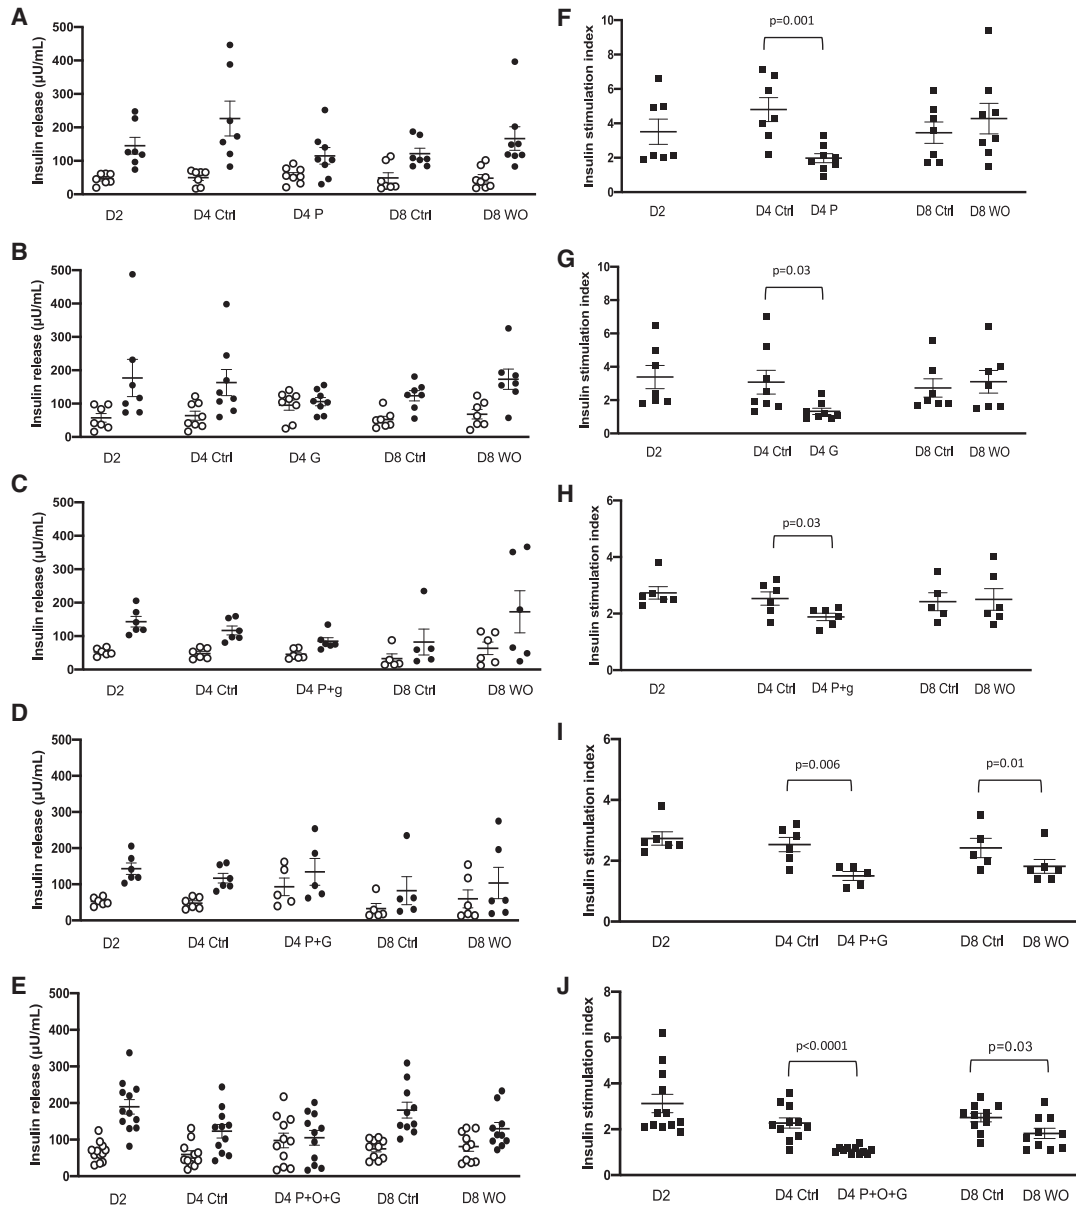 A
Insulin release (µU/mL)
500
400
300
200
100
0
D2
D4 Ctrl
D4 P
D8 Ctrl
D8 WO
F
Insulin stimulation index
10
8
6
4
2
0
p=0.001
D2
D4 Ctrl
D4 P
D8 Ctrl
D8 WO
B
Insulin release (µU/mL)
500
400
300
200
100
0
D2
D4 Ctrl
D4 G
D8 Ctrl
D8 WO
G
Insulin stimulation index
10
8
6
4
2
0
p=0.03
D2
D4 Ctrl
D4 G
D8 Ctrl
D8 WO
C
Insulin release (µU/mL)
500
400
300
200
100
0
D2
D4 Ctrl
D4 P+g
D8 Ctrl
D8 WO
H
Insulin stimulation index
6
4
2
0
p=0.03
D2
D4 Ctrl
D4 P+g
D8 Ctrl
D8 WO
D
Insulin release (µU/mL)
500
400
300
200
100
0
D2
D4 Ctrl
D4 P+G
D8 Ctrl
D8 WO
I
Insulin stimulation index
6
4
2
0
p=0.006
p=0.01
D2
D4 Ctrl
D4 P+G
D8 Ctrl
D8 WO
E
Insulin release (µU/mL)
500
400
300
200
100
0
D2
D4 Ctrl
D4 P+O+G
D8 Ctrl
D8 WO
J
Insulin stimulation index
8
6
4
2
0
p<0.0001
p=0.03
D2
D4 Ctrl
D4 P+O+G
D8 Ctrl
D8 WO